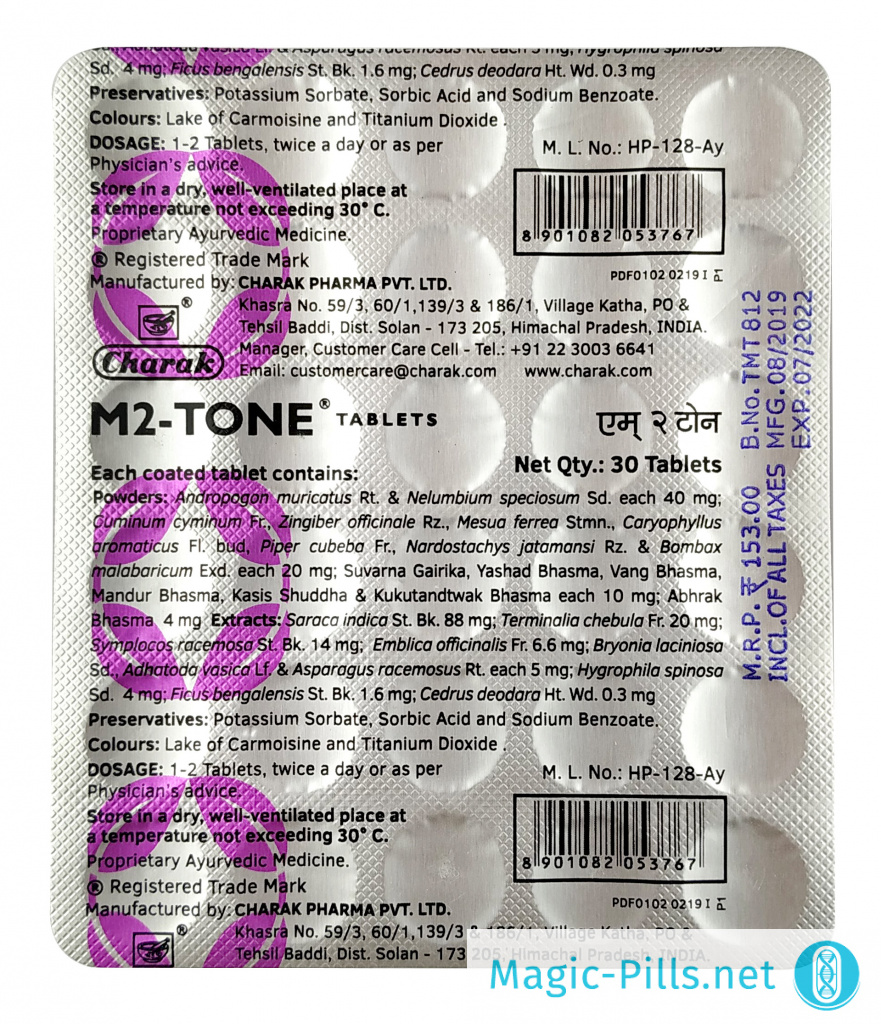 Sd. 4 mg; Ficus bengalensis St. Bk. 1.6 mg; Cedrus deodara Ht. Wd. 0.3 mg
Preservatives: Potassium Sorbate, Sorbic Acid and Sodium Benzoate.
Colours: Lake of Carmoisine and Titanium Dioxide .
DOSAGE: 1-2 Tablets, twice a day or as per
Physician's advice.
M. L. No.: HP-128-Ay
Store in a dry, well-ventilated place at
a temperature not exceeding 30° C.
Proprietary Ayurvedic Medicine.
8 901082 053767
® Registered Trade Mark
PDF0102 0219 I
Manufactured by: CHARAK PHARMA PVT. LTD.
Khasra No. 59/3, 60/1,139/3 & 186/1, Village Katha, PO &
Tehsil Baddi, Dist. Solan - 173 205, Himachal Pradesh, INDIA.
Manager, Customer Care Cell - Tel.: +91 22 3003 6641
Email: customercare@charak.com www.charak.com
®
Charak
M2-TONE® TABLETS
एम् २ टोन
Net Qty.: 30 Tablets
Each coated tablet contains:
Powders: Andropogon muricatus Rt. & Nelumbium speciosum Sd. each 40 mg;
Cuminum cyminum Fr., Zingiber officinale Rz., Mesua ferrea Stmn., Caryophyllus
aromaticus Fl. bud, Piper cubeba Fr., Nardostachys jatamansi Rz. & Bombax
malabaricum Exd. each 20 mg; Suvarna Gairika, Yashad Bhasma, Vang Bhasma,
Mandur Bhasma, Kasis Shuddha & Kukutandtwak Bhasma each 10 mg; Abhrak
Bhasma 4 mg Extracts: Saraca indica St. Bk. 88 mg; Terminalia chebula Fr. 20 mg;
Symplocos racemosa St. Bk. 14 mg; Emblica officinalis Fr. 6.6 mg; Bryonia laciniosa
Sd., Adhatoda vasica Lf. & Asparagus racemosus Rt. each 5 mg; Hygrophila spinosa
Sd. 4 mg; Ficus bengalensis St. Bk. 1.6 mg; Cedrus deodara Ht. Wd. 0.3 mg
Preservatives: Potassium Sorbate, Sorbic Acid and Sodium Benzoate.
Colours: Lake of Carmoisine and Titanium Dioxide .
DOSAGE: 1-2 Tablets, twice a day or as per
Physician's advice.
M. L. No.: HP-128-Ay
Store in a dry, well-ventilated place at
a temperature not exceeding 30° C.
Proprietary Ayurvedic Medicine.
8 901082 053767
® Registered Trade Mark
PDF0102 0219 I
Manufactured by: CHARAK PHARMA PVT. LTD.
Khasra No. 59/3, 60/1,139/3 & 186/1, Village Katha, PO &
Tehsil Baddi, Dist. Solan - 173 205, Himachal Pradesh, INDIA.
®
M.R.P. ₹ 153.00 B.No. TMT 812
INCL.OF ALL TAXES MFG. 08/2019
EXP. 07/2022
Magic-Pills.net